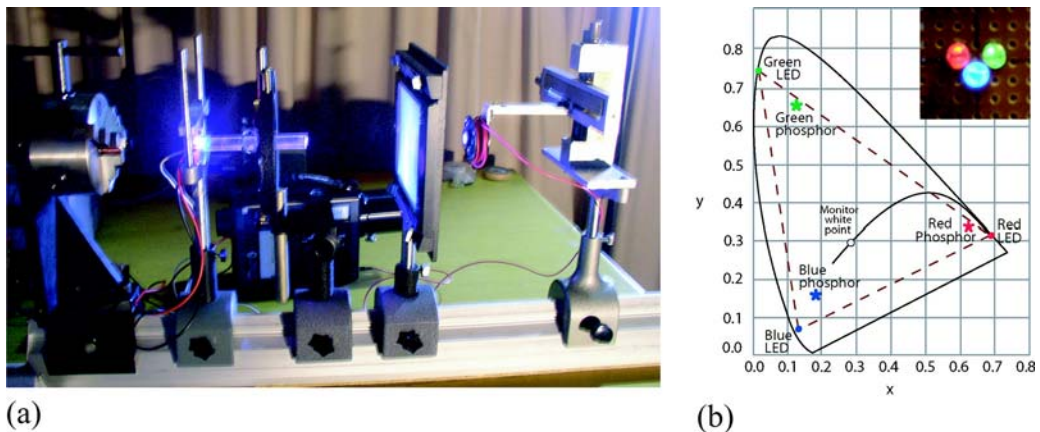 (a)
y
0.8
0.7
0.6
0.5
0.4
0.3
0.2
0.1
0.0
Green
LED
Green
phosphor
Monitor
white
point
Red
Phosphor
Red
LED
Blue
phosphor
Blue
LED
0.0 0.1 0.2 0.3 0.4 0.5 0.6 0.7 0.8
x
(b)